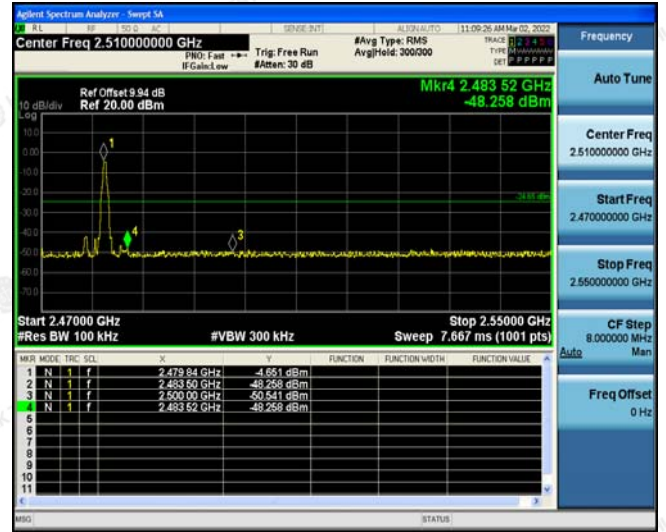 Agilent Spectrum Analyzer - Swept SA
RL RF 50 Ω AC SENSE:INT ALIGN AUTO 11:09:26 AM Mar 02, 2022
Center Freq 2.510000000 GHz
PNO: Fast Trig: Free Run #Avg Type: RMS TRACE 1 2 3 4 5 6
IFGain:Low #Atten: 30 dB Avg|Hold: 300/300 TYPE
DET P P P P P P
Mkr4 2.483 52 GHz
-48.258 dBm
Ref Offset 9.94 dB
10 dB/div Ref 20.00 dBm
Log
10.0
0.00
-10.0
-20.0
-30.0
-40.0
-50.0
-60.0
-70.0
1
4
3
Start 2.47000 GHz Stop 2.55000 GHz
#Res BW 100 kHz #VBW 300 kHz Sweep 7.667 ms (1001 pts)
MKR MODE TRC SCL X Y FUNCTION FUNCTION WIDTH FUNCTION VALUE
1 N 1 f 2.479 84 GHz -4.651 dBm
2 N 1 f 2.483 50 GHz -48.258 dBm
3 N 1 f 2.500 00 GHz -50.541 dBm
4 N 1 f 2.483 52 GHz -48.258 dBm
5
6
7
8
9
10
11
MSG STATUS
Frequency
Auto Tune
Center Freq
2.510000000 GHz
Start Freq
2.470000000 GHz
Stop Freq
2.550000000 GHz
CF Step
8.000000 MHz
Auto Man
Freq Offset
0 Hz